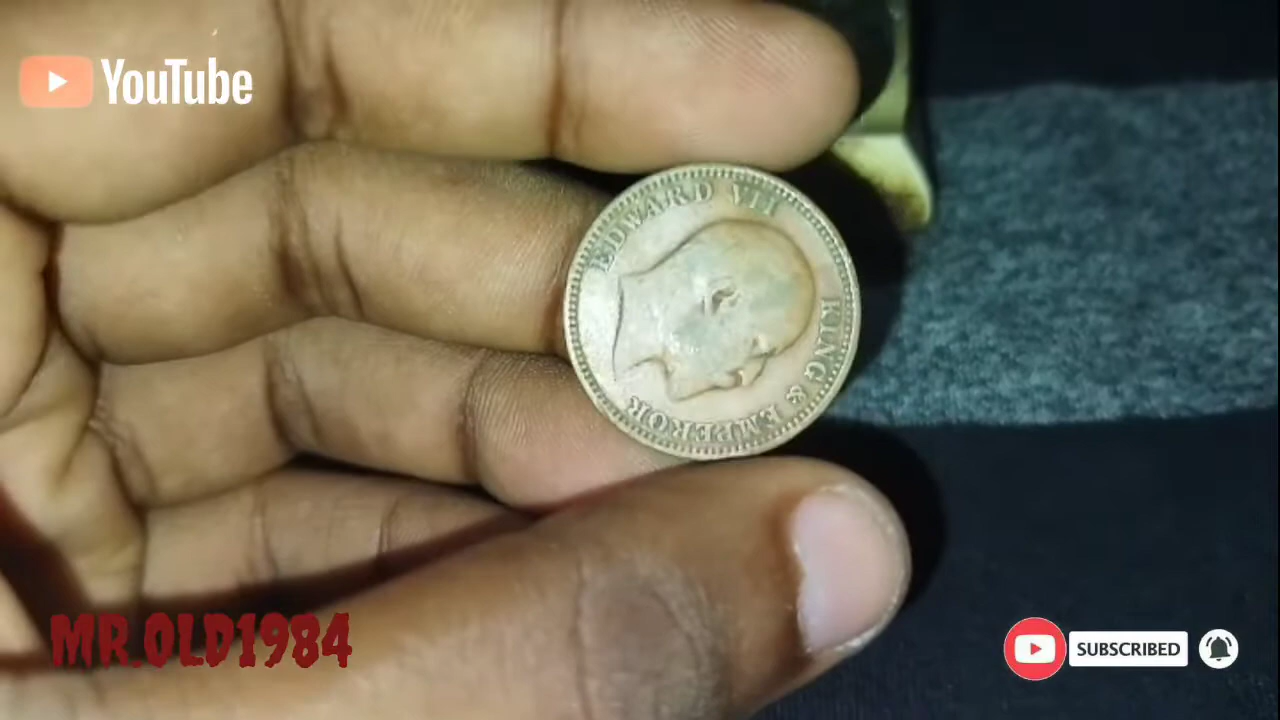 YouTube
EDWARD VII
KING & EMPEROR
MR.OLD1984
SUBSCRIBED